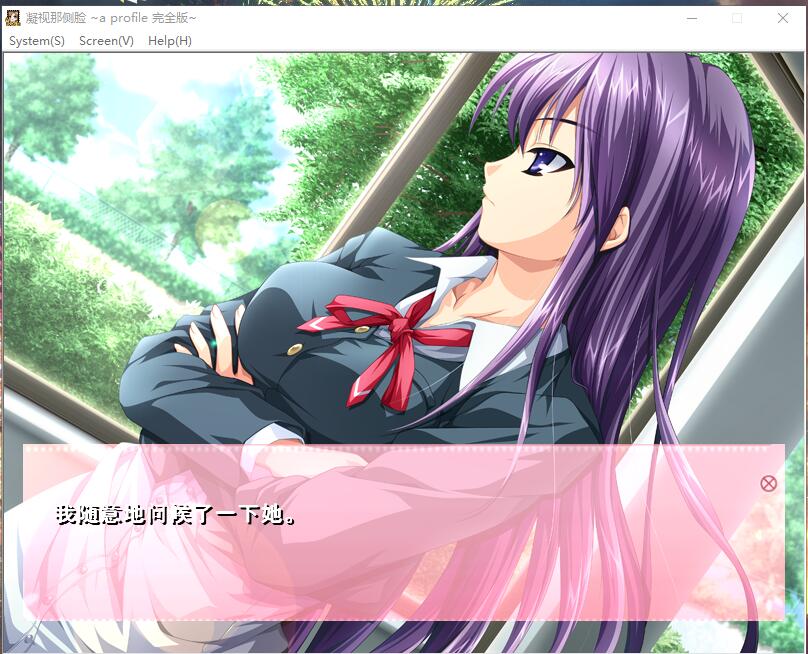 凝视那侧脸 ~a profile 完全版~
System(S) Screen(V) Help(H)
我随意地问候了一下她。